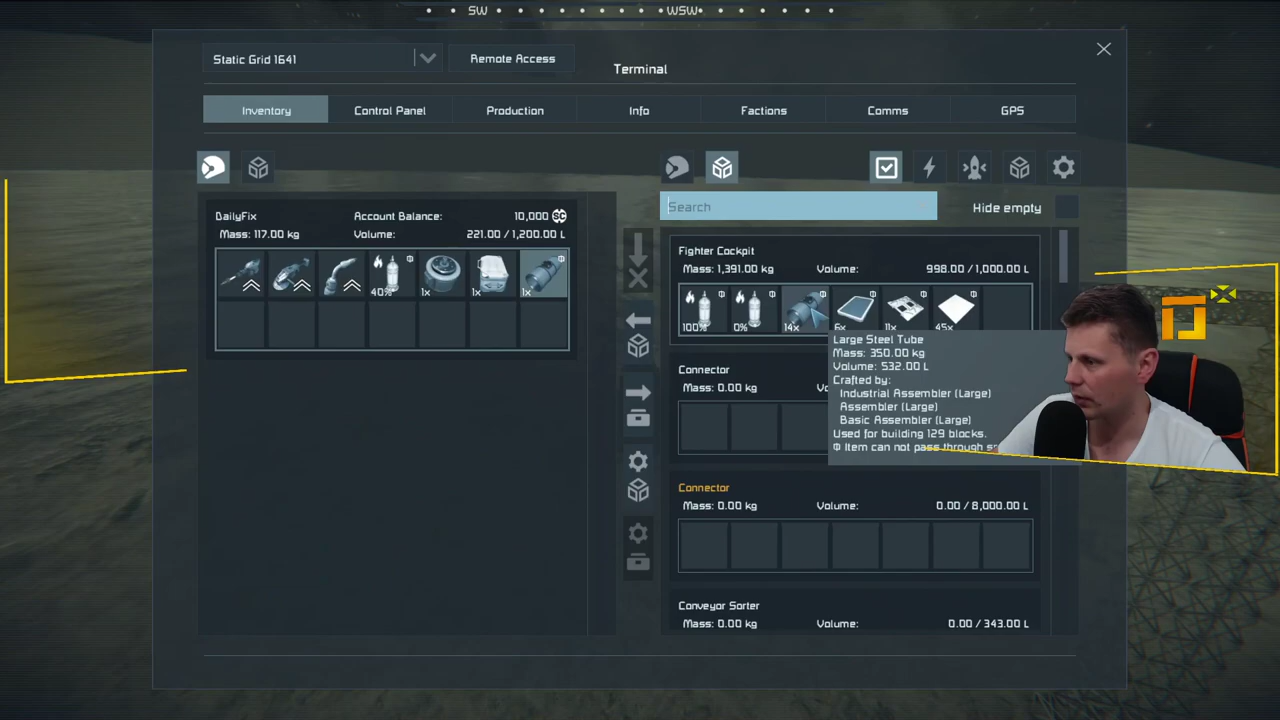 SW WSW
Static Grid 1641
Remote Access
Terminal
Inventory Control Panel Production Info Factions Comms GPS
Search
Hide empty
DailyFix Account Balance: 10,000 SC
Mass: 117.00 kg Volume: 221.00 / 1,200.00 L
40% 1x 1x 1x
Fighter Cockpit
Mass: 1,391.00 kg Volume: 998.00 / 1,000.00 L
100% 0% 14x 6x 11x 45x
Large Steel Tube
Mass: 350.00 kg
Volume: 532.00 L
Crafted by:
Industrial Assembler (Large)
Assembler (Large)
Basic Assembler (Large)
Used for building 129 blocks.
Item can not pass through
Connector
Mass: 0.00 kg
Connector
Mass: 0.00 kg Volume: 0.00 / 8,000.00 L
Conveyor Sorter
Mass: 0.00 kg Volume: 0.00 / 343.00 L